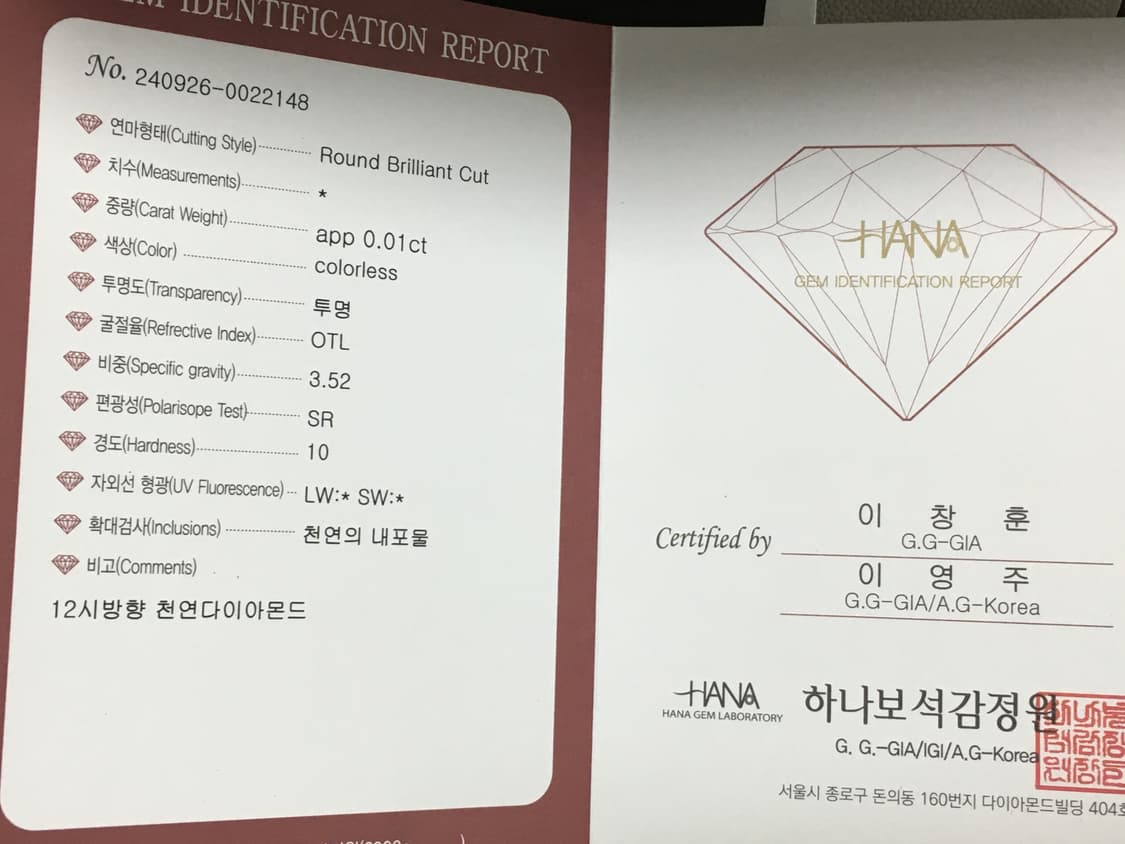 IDENTIFICATION REPORT
No. 240926-0022148
연마형태(Cutting Style) Round Brilliant Cut
치수(Measurements) *
중량(Carat Weight) app 0.01ct
색상(Color) colorless
투명도(Transparency) 투명
굴절율(Refrective Index) OTL
비중(Specific gravity) 3.52
편광성(Polarisope Test) SR
경도(Hardness) 10
자외선 형광(UV Fluorescence) LW:* SW:*
확대검사(Inclusions) 천연의 내포물
비고(Comments)
12시방향 천연다이아몬드
HANA
GEM IDENTIFICATION REPORT
Certified by
이 창 훈
G.G-GIA
이 영 주
G.G-GIA/A.G-Korea
HANA
HANA GEM LABORATORY
하나보석감정원
G. G.-GIA/IGI/A.G-Korea
서울시 종로구 돈의동 160번지 다이아몬드빌딩 404호